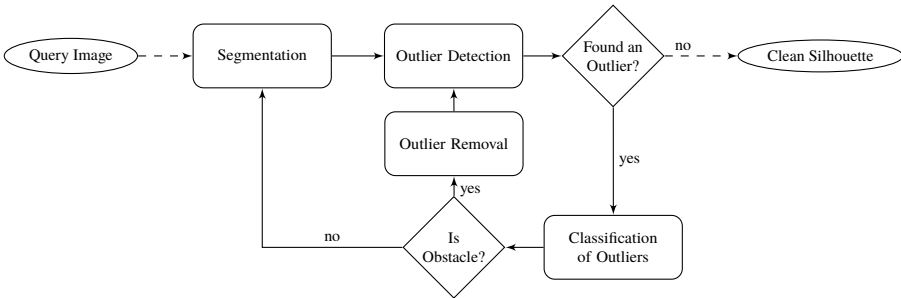 Query Image
Segmentation
Outlier Detection
Found an
Outlier?
no
Clean Silhouette
Outlier Removal
yes
yes
Is
Obstacle?
no
Classification
of Outliers